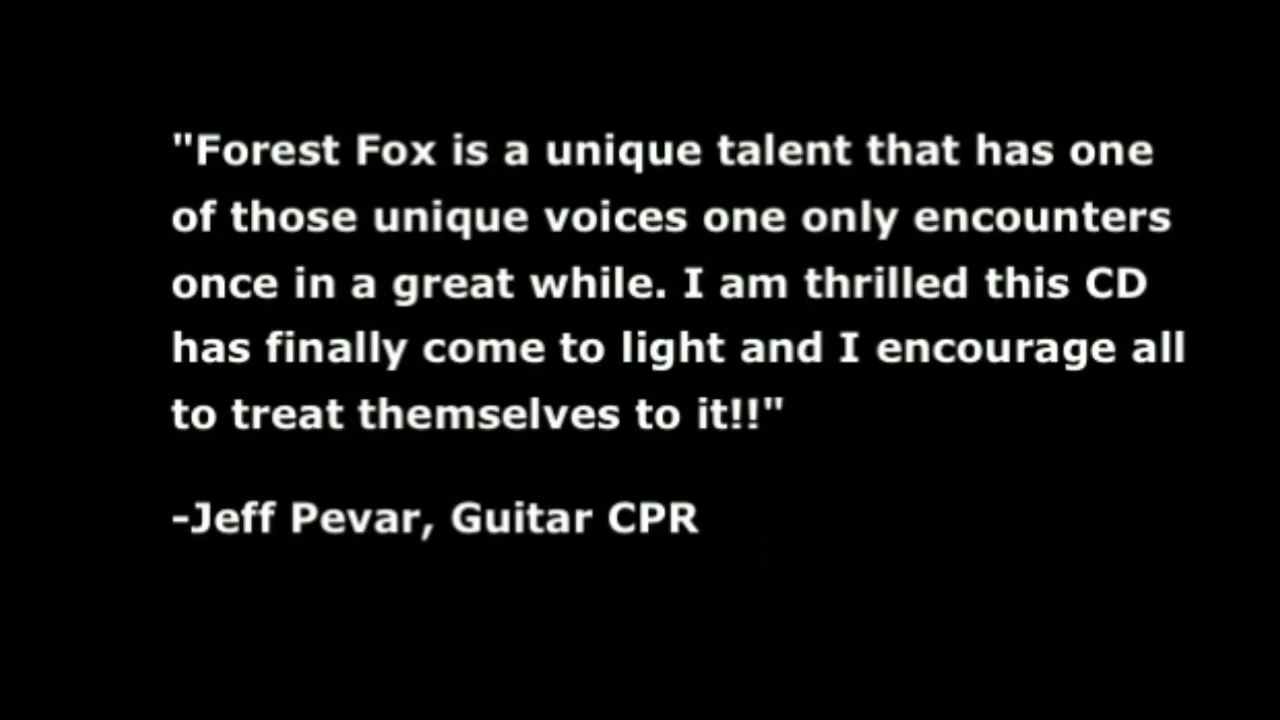 "Forest Fox is a unique talent that has one
of those unique voices one only encounters
once in a great while. I am thrilled this CD
has finally come to light and I encourage all
to treat themselves to it!!"
-Jeff Pevar, Guitar CPR